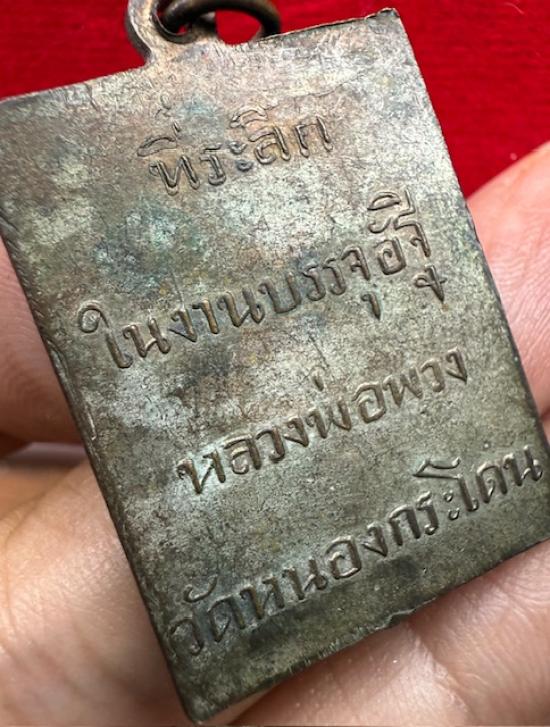 ที่ระลึก
ในงานบรรจุอัฐิ
หลวงพ่อพวง
วัดหนองกระโดน